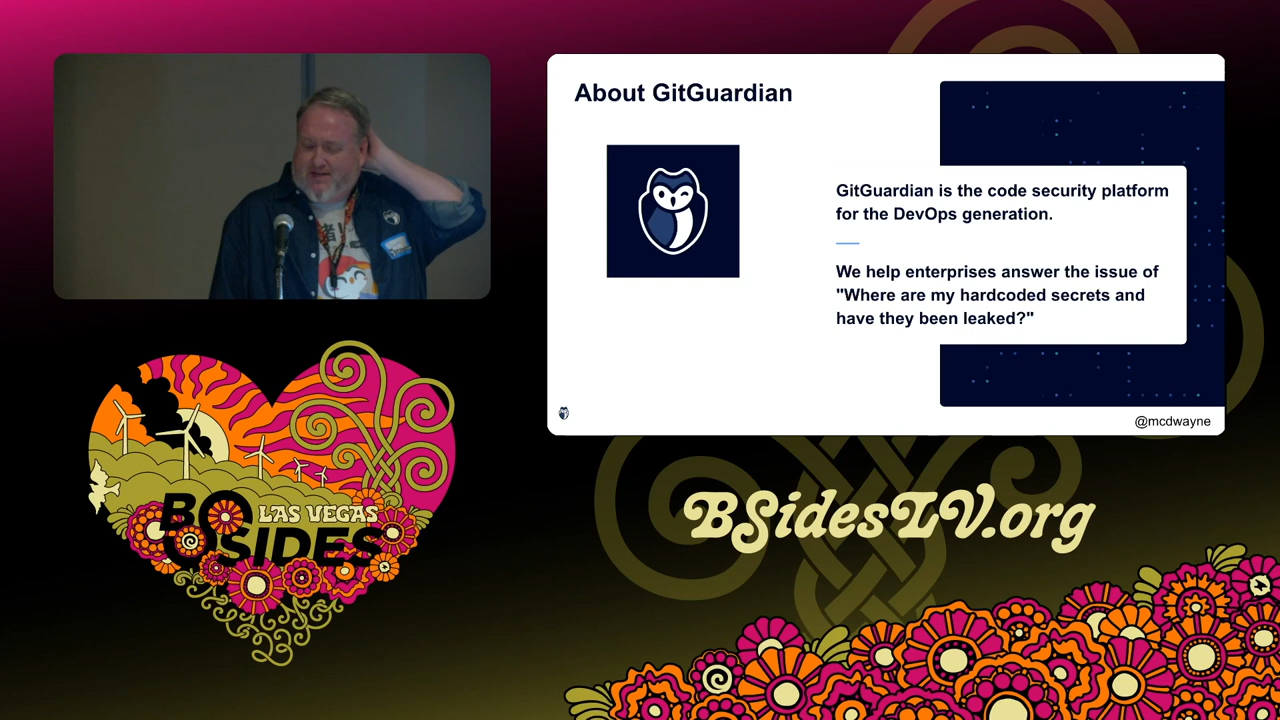 About GitGuardian
GitGuardian is the code security platform
for the DevOps generation.
We help enterprises answer the issue of
"Where are my hardcoded secrets and
have they been leaked?"
@mcdwayne
BSIDES
LAS VEGAS
23
BSidesLV.org